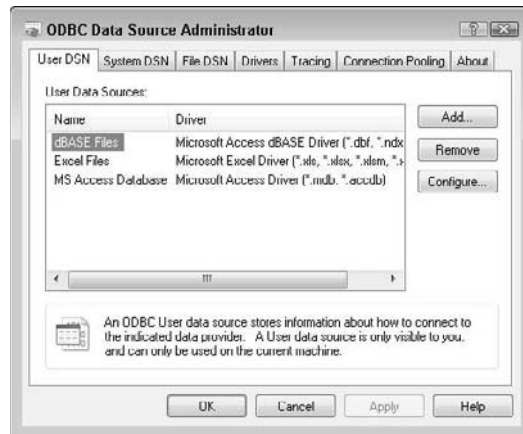 ODBC Data Source Administrator
User DSN System DSN File DSN Drivers Tracing Connection Pooling About
User Data Sources:
Name Driver
dBASE Files Microsoft Access dBASE Driver (*.dbf, *.ndx
Excel Files Microsoft Excel Driver (*.xls, *.xlsx, *.xlsm, *.x
MS Access Database Microsoft Access Driver (*.mdb, *.accdb)
Add...
Remove
Configure...
An ODBC User data source stores information about how to connect to
the indicated data provider. A User data source is only visible to you,
and can only be used on the current machine.
OK Cancel Apply Help